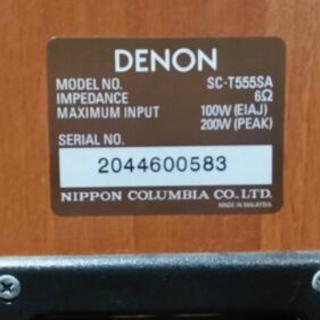 DENON
MODEL NO. SC-T555SA
IMPEDANCE 6Ω
MAXIMUM INPUT 100W (EIAJ)
200W (PEAK)
SERIAL NO.
2044600583
NIPPON COLUMBIA CO., LTD.
MADE IN MALAYSIA